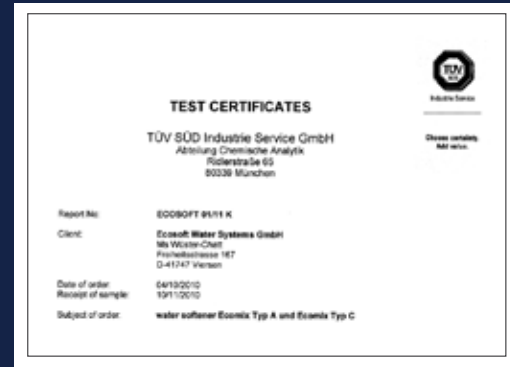 TÜV
Industrie Service
Choose certainty.
Add value.
TEST CERTIFICATES
TÜV SÜD Industrie Service GmbH
Abteilung Chemische Analytik
Ridlerstraße 65
80339 München
Report No: ECOSOFT 01/11 K
Client: Ecosoft Water Systems GmbH
Ms Wüster-Chett
Freiheitsstrasse 167
D-41747 Viersen
Date of order: 04/10/2010
Receipt of sample: 10/11/2010
Subject of order: water softener Ecomix Typ A und Ecomix Typ C